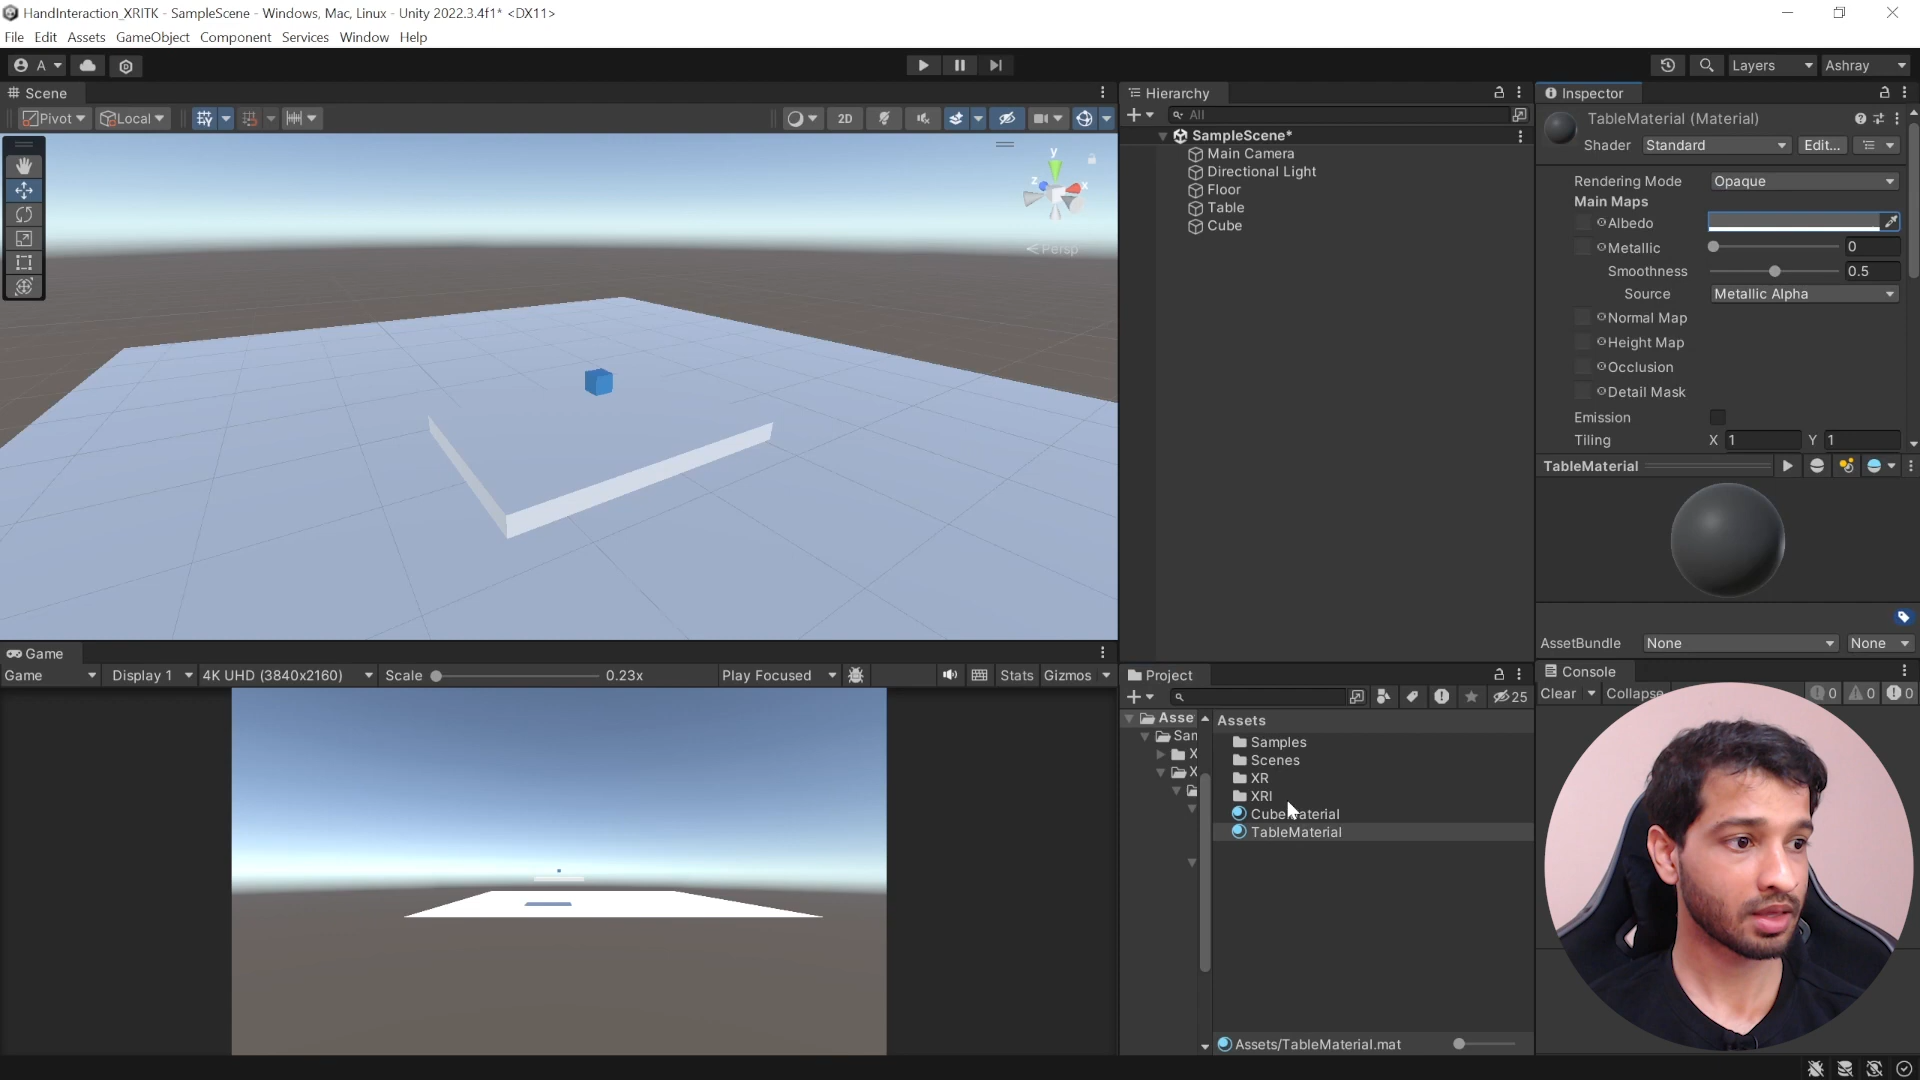 HandInteraction_XRITK - SampleScene - Windows, Mac, Linux - Unity 2022.3.4f1* <DX11>
File Edit Assets GameObject Component Services Window Help
A Layers Ashray
Scene
Pivot Local 2D
y
z x
Persp
Hierarchy
All
SampleScene*
Main Camera
Directional Light
Floor
Table
Cube
Inspector
TableMaterial (Material)
Shader Standard Edit...
Rendering Mode Opaque
Main Maps
Albedo
Metallic 0
Smoothness 0.5
Source Metallic Alpha
Normal Map
Height Map
Occlusion
Detail Mask
Emission
Tiling X 1 Y 1
TableMaterial
AssetBundle None None
Game
Game Display 1 4K UHD (3840x2160) Scale 0.23x Play Focused Stats Gizmos
Project
25
Asse
San
X
X
Assets
Samples
Scenes
XR
XRI
CubeMaterial
TableMaterial
Assets/TableMaterial.mat
Console
Clear Collapse 0 0 0